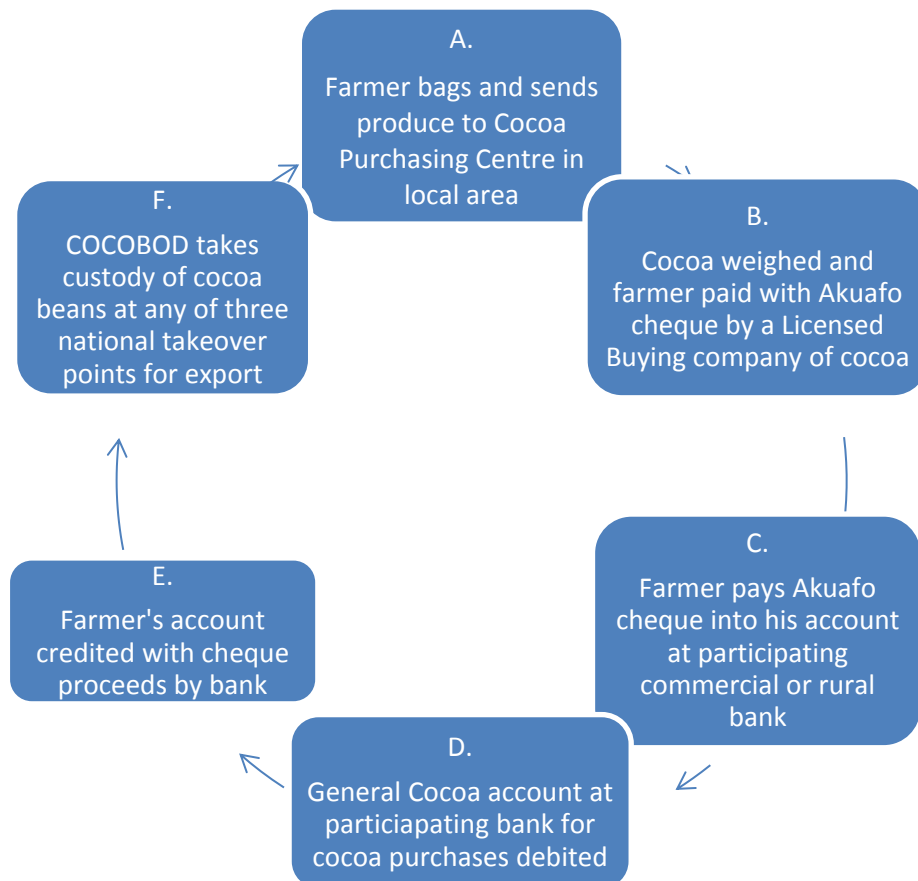 A.
Farmer bags and sends
produce to Cocoa
Purchasing Centre in
local area
B.
Cocoa weighed and
farmer paid with Akuafo
cheque by a Licensed
Buying company of cocoa
C.
Farmer pays Akuafo
cheque into his account
at participating
commercial or rural
bank
D.
General Cocoa account at
particiapating bank for
cocoa purchases debited
E.
Farmer's account
credited with cheque
proceeds by bank
F.
COCOBOD takes
custody of cocoa
beans at any of three
national takeover
points for export